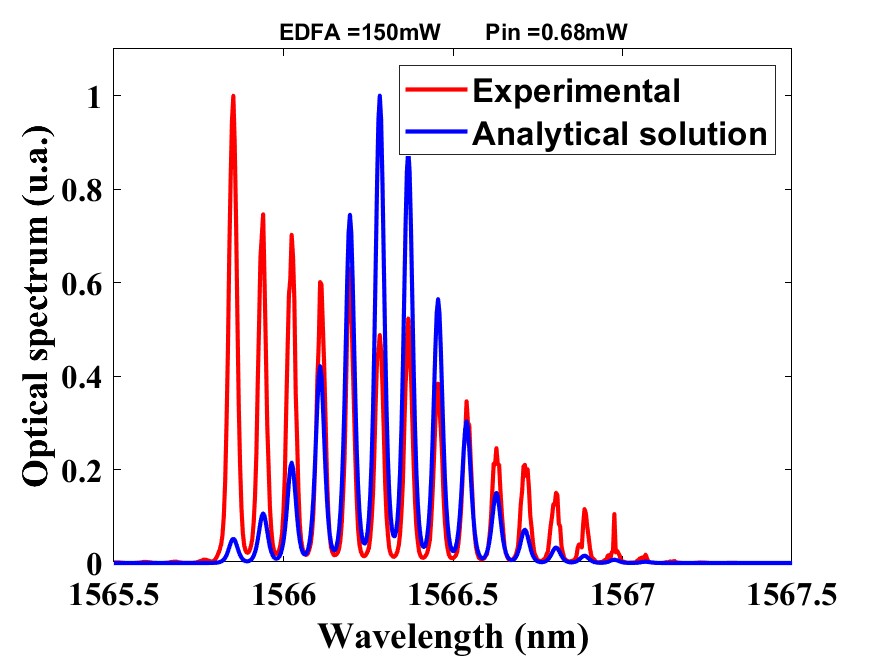 EDFA =150mW Pin =0.68mW
Experimental
Analytical solution
Optical spectrum (u.a.)
1
0.8
0.6
0.4
0.2
0
1565.5 1566 1566.5 1567 1567.5
Wavelength (nm)